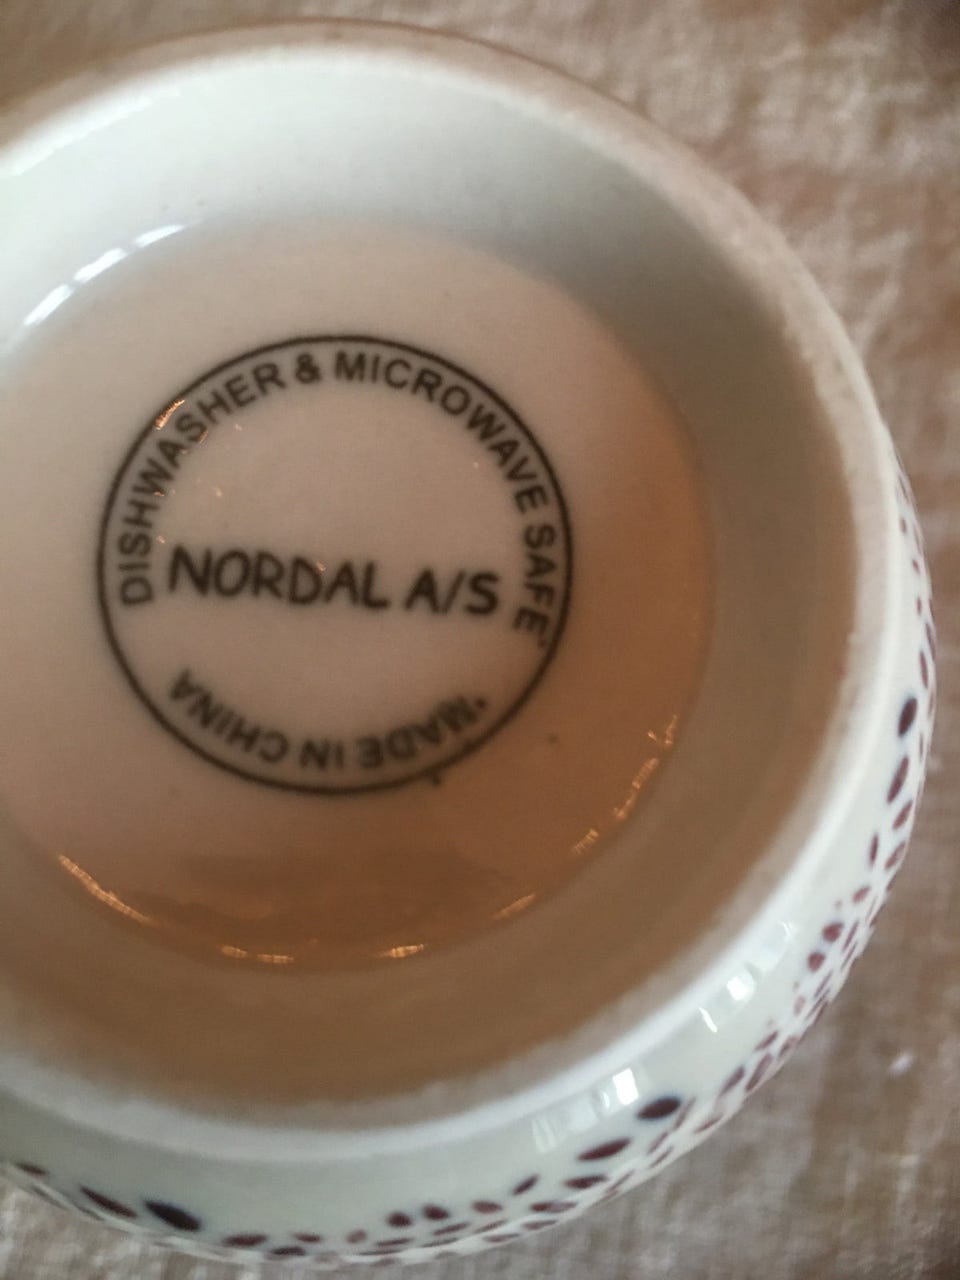 DISHWASHER & MICROWAVE SAFE
NORDAL A/S
MADE IN CHINA